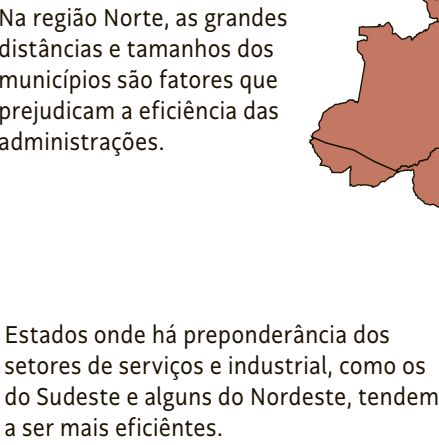 Na região Norte, as grandes
distâncias e tamanhos dos
municípios são fatores que
prejudicam a eficiência das
administrações.
Estados onde há preponderância dos
setores de serviços e industrial, como os
do Sudeste e alguns do Nordeste, tendem
a ser mais eficiêntes.